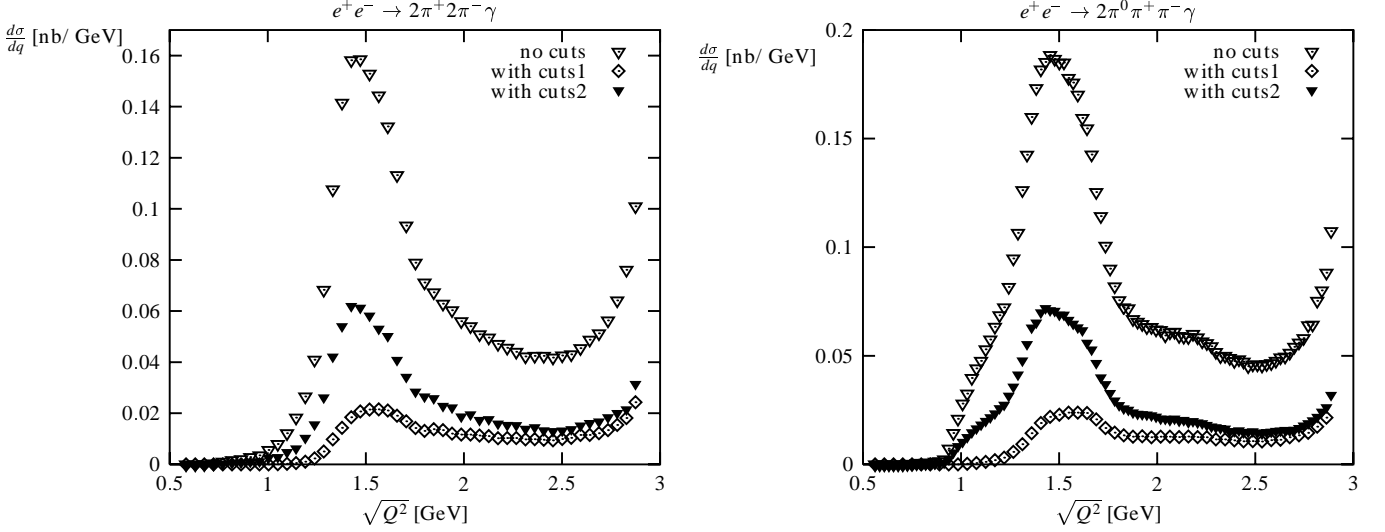 e⁺e⁻ → 2π⁺2π⁻γ
dσ/dq [nb/ GeV]
0.16
0.14
0.12
0.1
0.08
0.06
0.04
0.02
0
no cuts
with cuts1
with cuts2
0.5 1 1.5 2 2.5 3
√Q² [GeV]
e⁺e⁻ → 2π⁰π⁺π⁻γ
dσ/dq [nb/ GeV]
0.2
0.15
0.1
0.05
0
no cuts
with cuts1
with cuts2
0.5 1 1.5 2 2.5 3
√Q² [GeV]